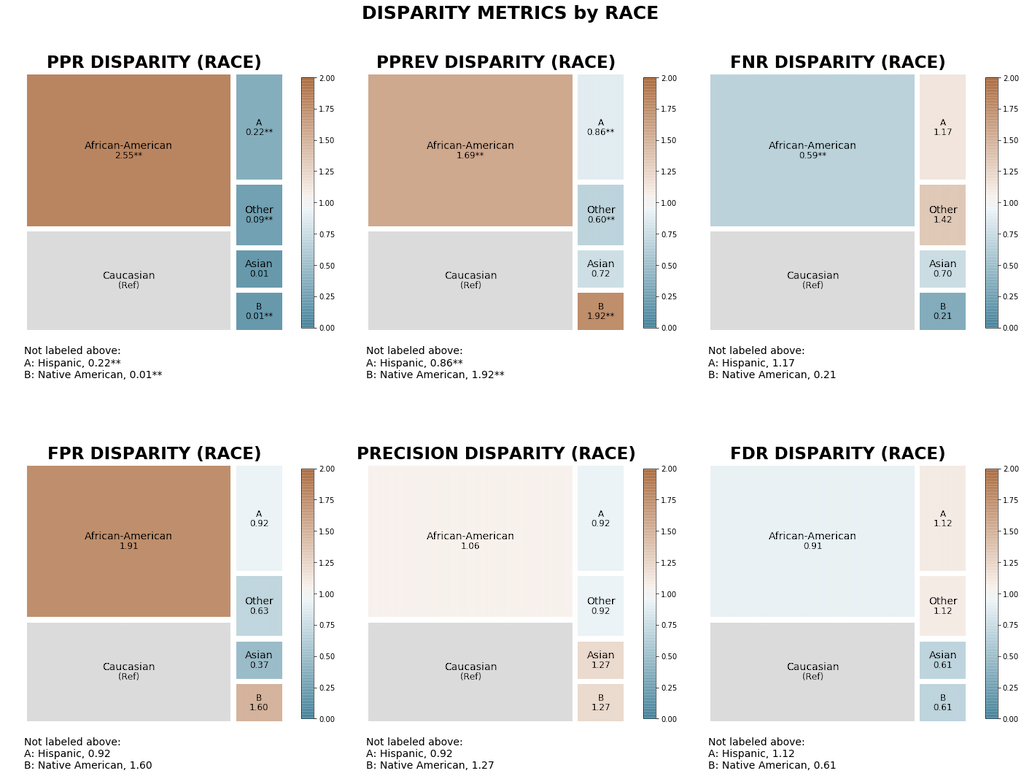 DISPARITY METRICS by RACE
PPR DISPARITY (RACE)
African-American
2.55**
A
0.22**
Other
0.09**
Asian
0.01
B
0.01**
Caucasian
(Ref)
2.00
1.75
1.50
1.25
1.00
0.75
0.50
0.25
0.00
Not labeled above:
A: Hispanic, 0.22**
B: Native American, 0.01**
PPREV DISPARITY (RACE)
African-American
1.69**
A
0.86**
Other
0.60**
Asian
0.72
B
1.92**
Caucasian
(Ref)
2.00
1.75
1.50
1.25
1.00
0.75
0.50
0.25
0.00
Not labeled above:
A: Hispanic, 0.86**
B: Native American, 1.92**
FNR DISPARITY (RACE)
African-American
0.59**
A
1.17
Other
1.42
Asian
0.70
B
0.21
Caucasian
(Ref)
2.00
1.75
1.50
1.25
1.00
0.75
0.50
0.25
0.00
Not labeled above:
A: Hispanic, 1.17
B: Native American, 0.21
FPR DISPARITY (RACE)
African-American
1.91
A
0.92
Other
0.63
Asian
0.37
B
1.60
Caucasian
(Ref)
2.00
1.75
1.50
1.25
1.00
0.75
0.50
0.25
0.00
Not labeled above:
A: Hispanic, 0.92
B: Native American, 1.60
PRECISION DISPARITY (RACE)
African-American
1.06
A
0.92
Other
0.92
Asian
1.27
B
1.27
Caucasian
(Ref)
2.00
1.75
1.50
1.25
1.00
0.75
0.50
0.25
0.00
Not labeled above:
A: Hispanic, 0.92
B: Native American, 1.27
FDR DISPARITY (RACE)
African-American
0.91
A
1.12
Other
1.12
Asian
0.61
B
0.61
Caucasian
(Ref)
2.00
1.75
1.50
1.25
1.00
0.75
0.50
0.25
0.00
Not labeled above:
A: Hispanic, 1.12
B: Native American, 0.61